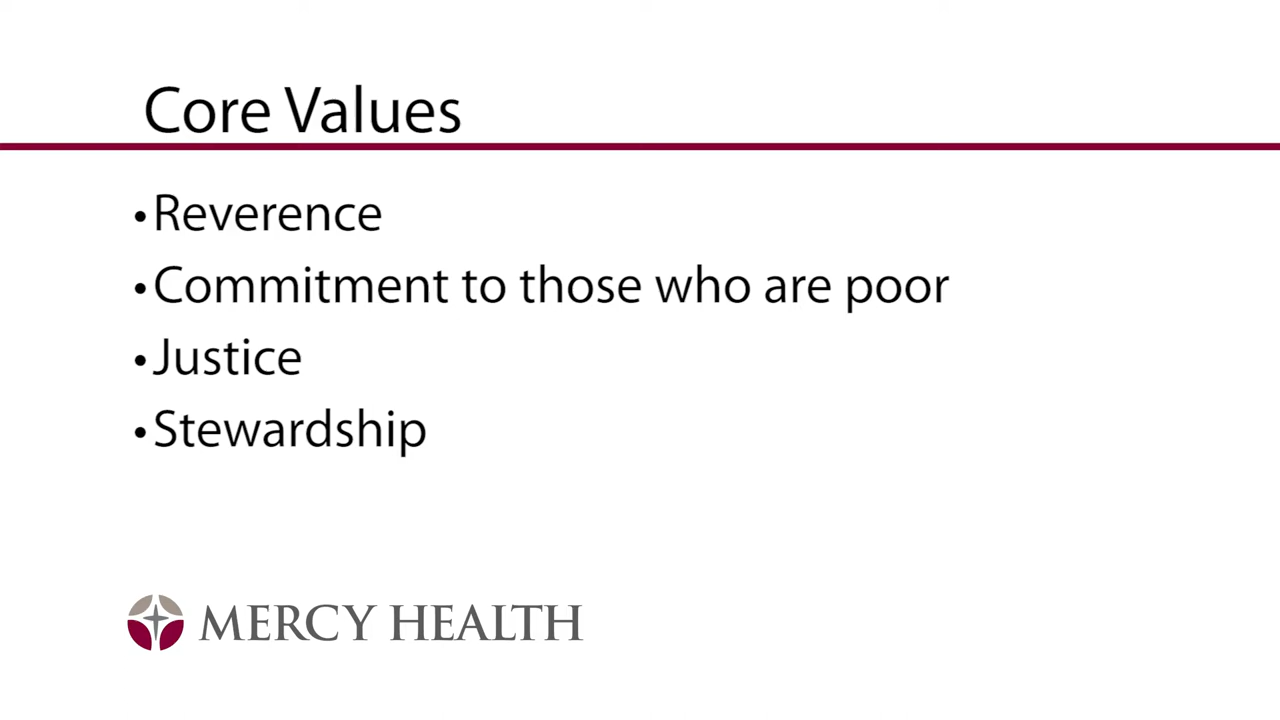 Core Values
•Reverence
•Commitment to those who are poor
•Justice
•Stewardship
MERCY HEALTH